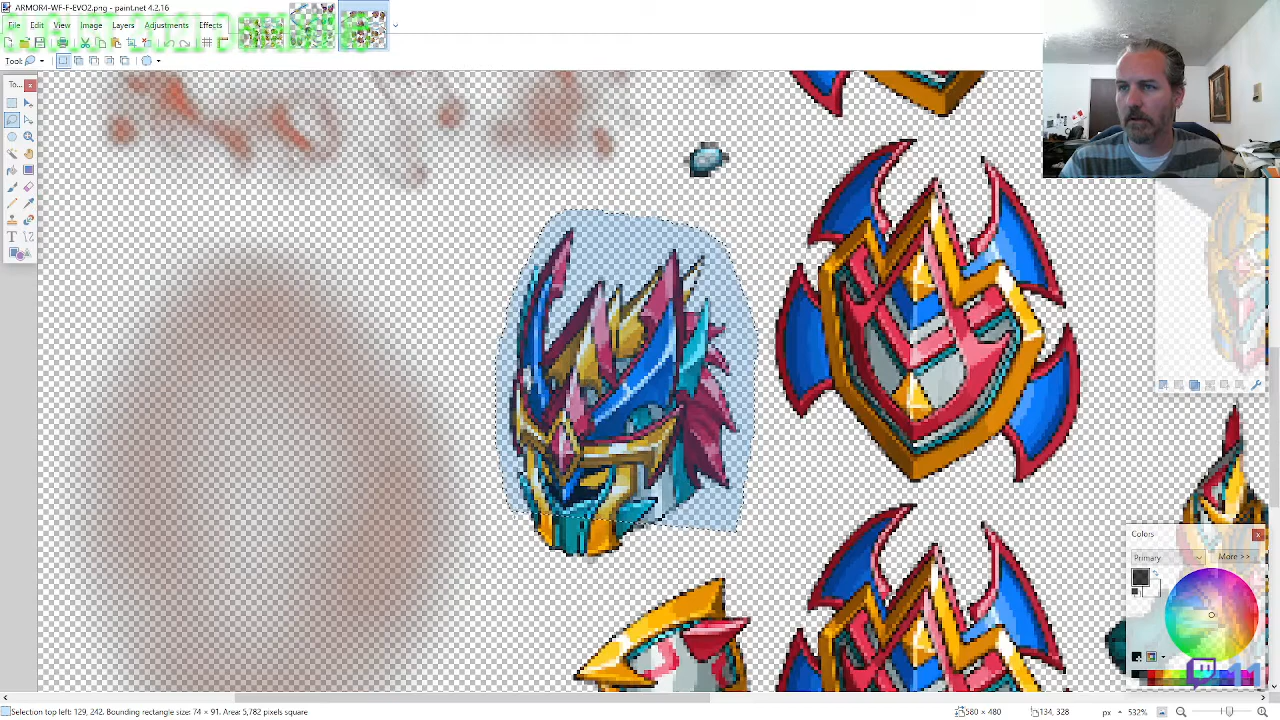 ARMOR4-WF-F-EVO2.png - paint.net 4.2.16
File Edit View Image Layers Adjustments Effects
Tool:
To...
Colors
Primary
More >>
Selection top left: 129, 242. Bounding rectangle size: 74 × 91. Area: 5,782 pixels square
580 × 480
134, 328
px
532%